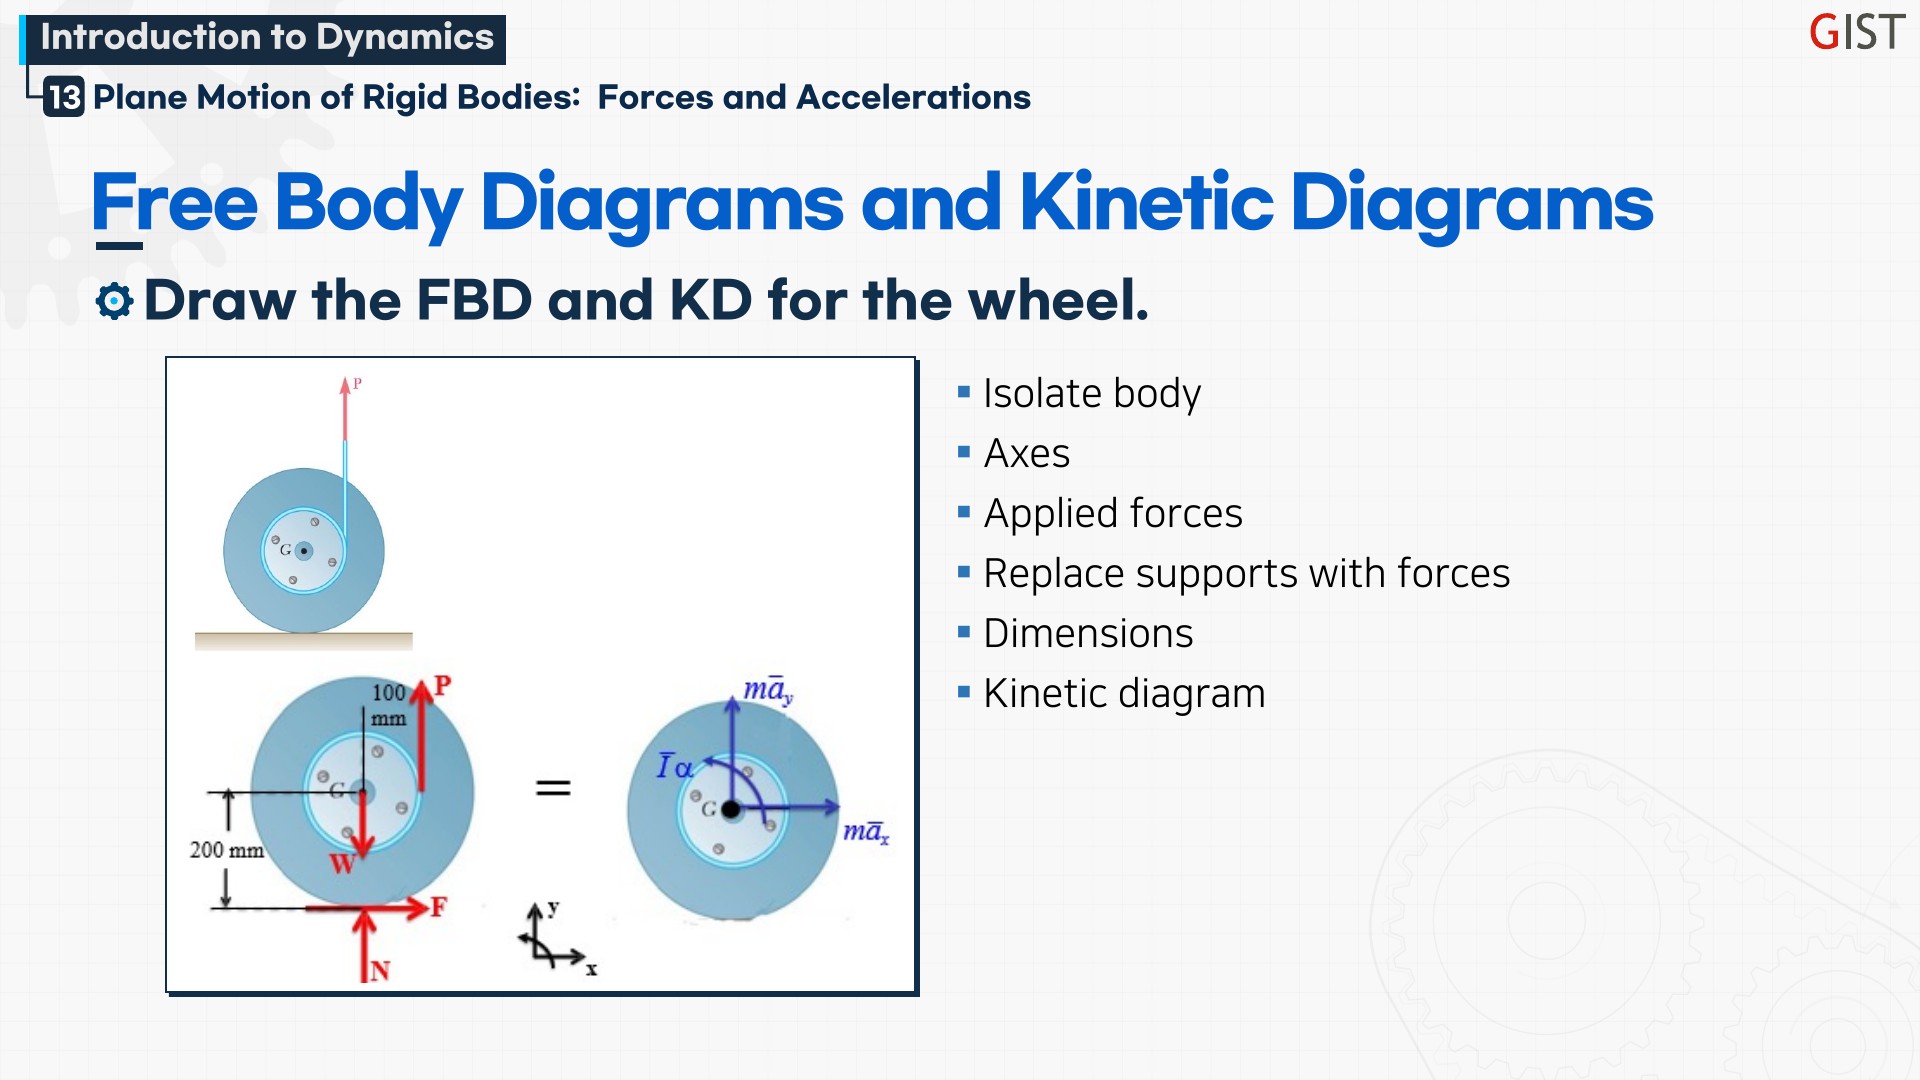 Introduction to Dynamics
GIST
13 Plane Motion of Rigid Bodies: Forces and Accelerations
Free Body Diagrams and Kinetic Diagrams
Draw the FBD and KD for the wheel.
P
G
100
mm
P
G
W
200 mm
F
N
=
mā_y
Īα
G
mā_x
y
x
▪ Isolate body
▪ Axes
▪ Applied forces
▪ Replace supports with forces
▪ Dimensions
▪ Kinetic diagram